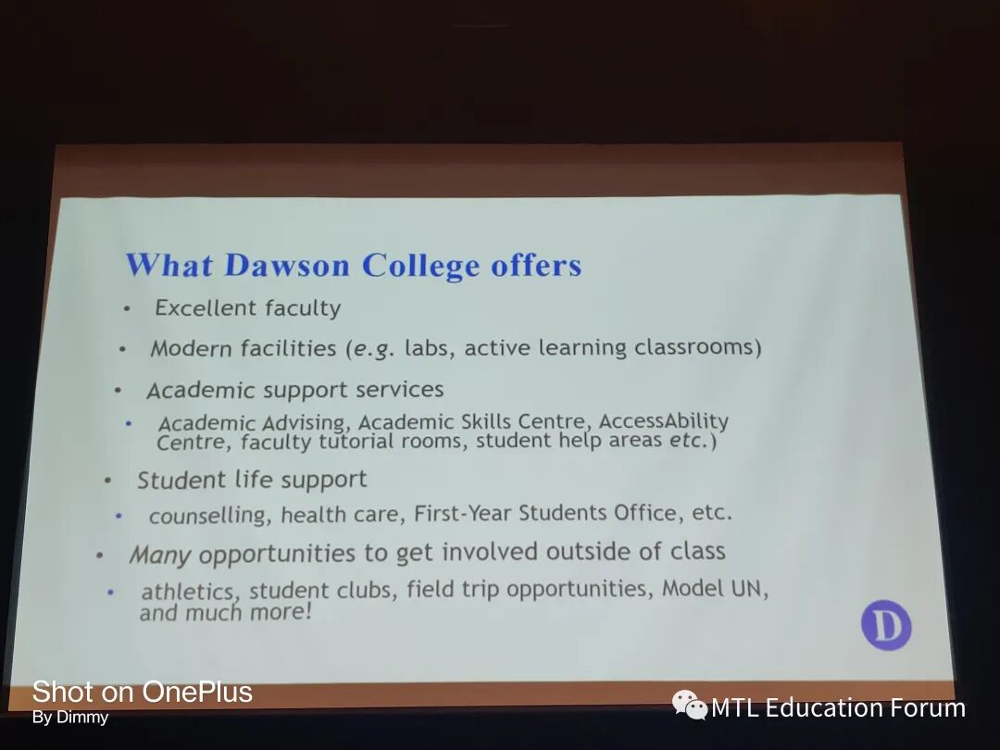 What Dawson College offers
• Excellent faculty
• Modern facilities (e.g. labs, active learning classrooms)
• Academic support services
• Academic Advising, Academic Skills Centre, AccessAbility
Centre, faculty tutorial rooms, student help areas etc.)
• Student life support
• counselling, health care, First-Year Students Office, etc.
• Many opportunities to get involved outside of class
• athletics, student clubs, field trip opportunities, Model UN,
and much more!
D
Shot on OnePlus
By Dimmy
MTL Education Forum